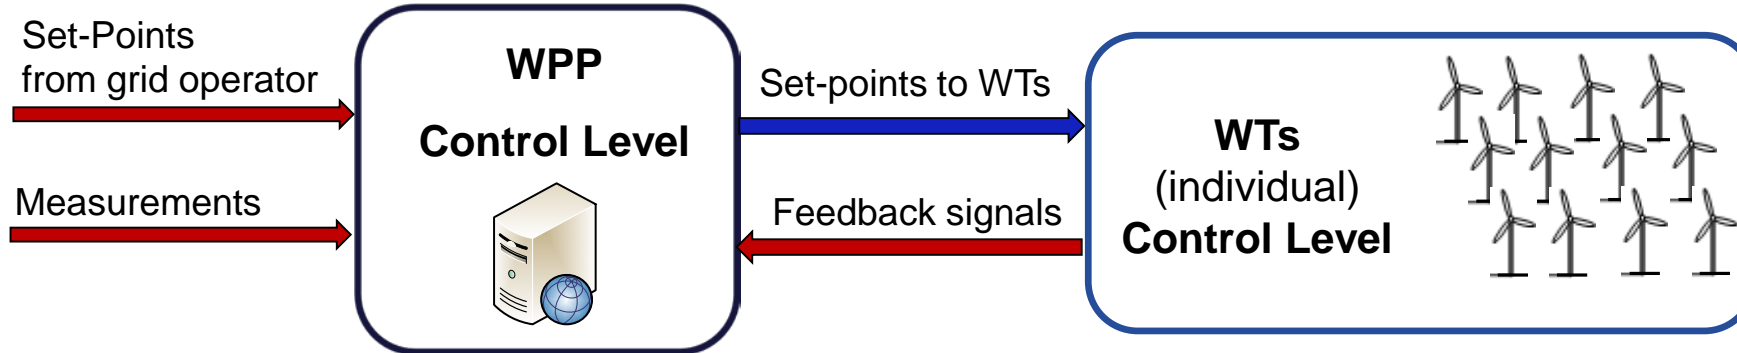 Set-Points
from grid operator
Measurements
WPP
Control Level
Set-points to WTs
Feedback signals
WTs
(individual)
Control Level